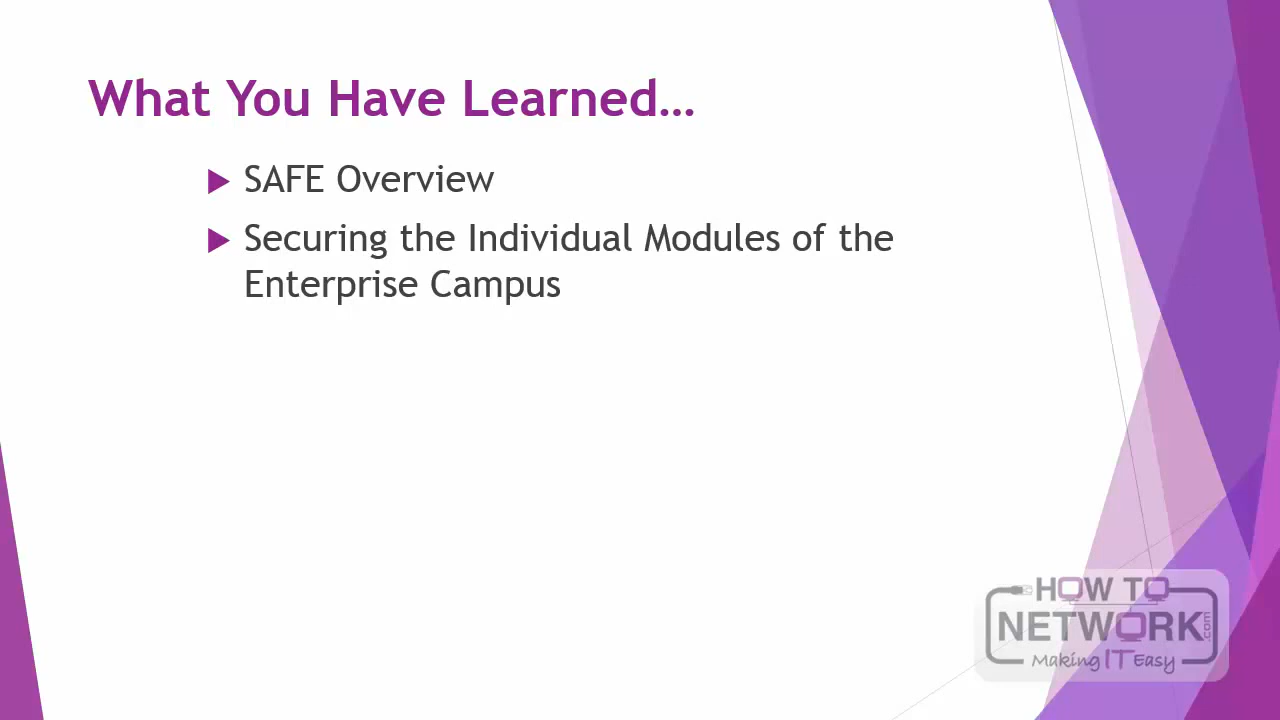 What You Have Learned…
SAFE Overview
Securing the Individual Modules of the
Enterprise Campus
HOW TO
NETWORK.com
Making IT Easy